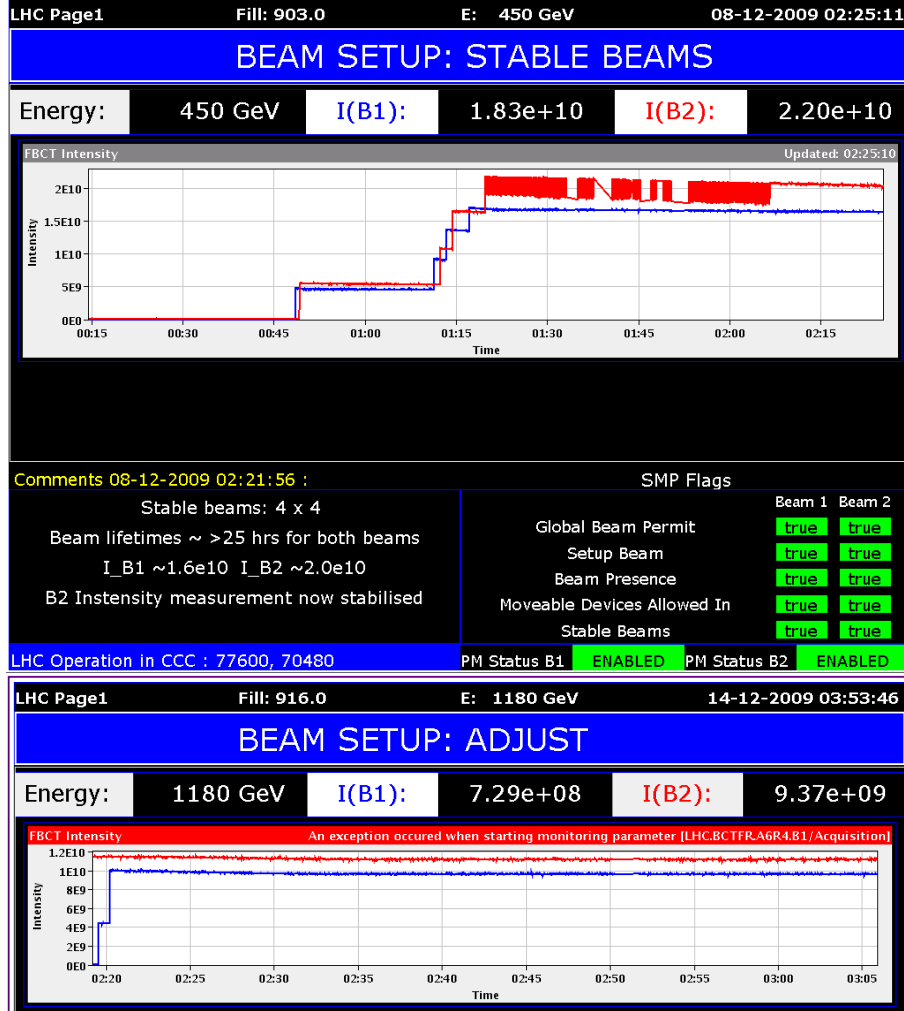 LHC Page1 Fill: 903.0 E: 450 GeV 08-12-2009 02:25:11
BEAM SETUP: STABLE BEAMS
Energy: 450 GeV I(B1): 1.83e+10 I(B2): 2.20e+10
FBCT Intensity Updated: 02:25:10
2E10
1.5E10
1E10
5E9
0E0
Intensity
00:15 00:30 00:45 01:00 01:15 01:30 01:45 02:00 02:15
Time
Comments 08-12-2009 02:21:56 :
Stable beams: 4 x 4
Beam lifetimes ~ >25 hrs for both beams
I_B1 ~1.6e10 I_B2 ~2.0e10
B2 Instensity measurement now stabilised
SMP Flags
Beam 1 Beam 2
Global Beam Permit true true
Setup Beam true true
Beam Presence true true
Moveable Devices Allowed In true true
Stable Beams true true
LHC Operation in CCC : 77600, 70480 PM Status B1 ENABLED PM Status B2 ENABLED
LHC Page1 Fill: 916.0 E: 1180 GeV 14-12-2009 03:53:46
BEAM SETUP: ADJUST
Energy: 1180 GeV I(B1): 7.29e+08 I(B2): 9.37e+09
FBCT Intensity An exception occured when starting monitoring parameter [LHC.BCTFR.A6R4.B1/Acquisition]
1.2E10
1E10
8E9
6E9
4E9
2E9
0E0
Intensity
02:20 02:25 02:30 02:35 02:40 02:45 02:50 02:55 03:00 03:05
Time